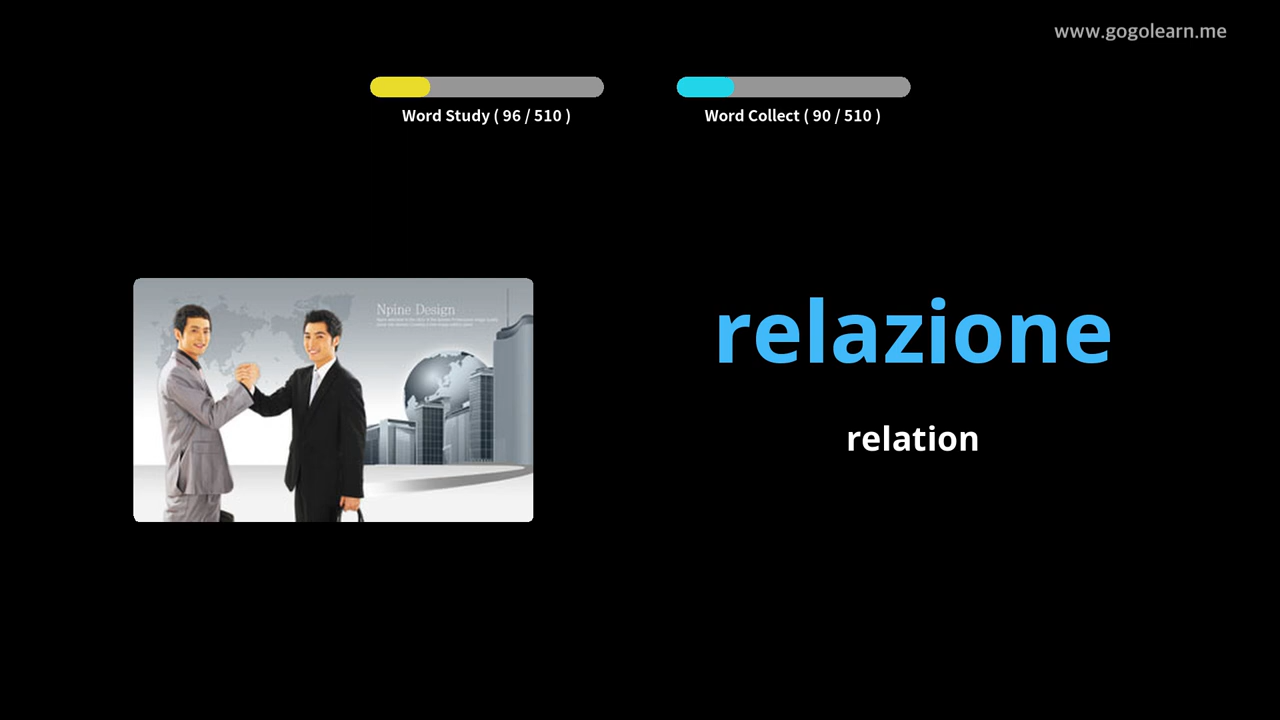 www.gogolearn.me
Word Study ( 96 / 510 )
Word Collect ( 90 / 510 )
Npine Design
relazione
relation